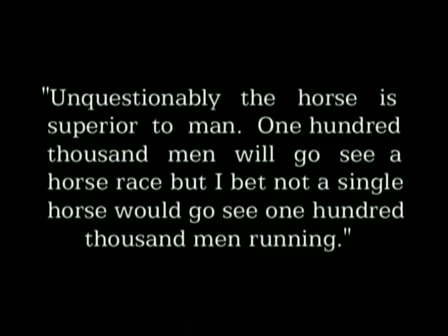 "Unquestionably the horse is
superior to man. One hundred
thousand men will go see a
horse race but I bet not a single
horse would go see one hundred
thousand men running."